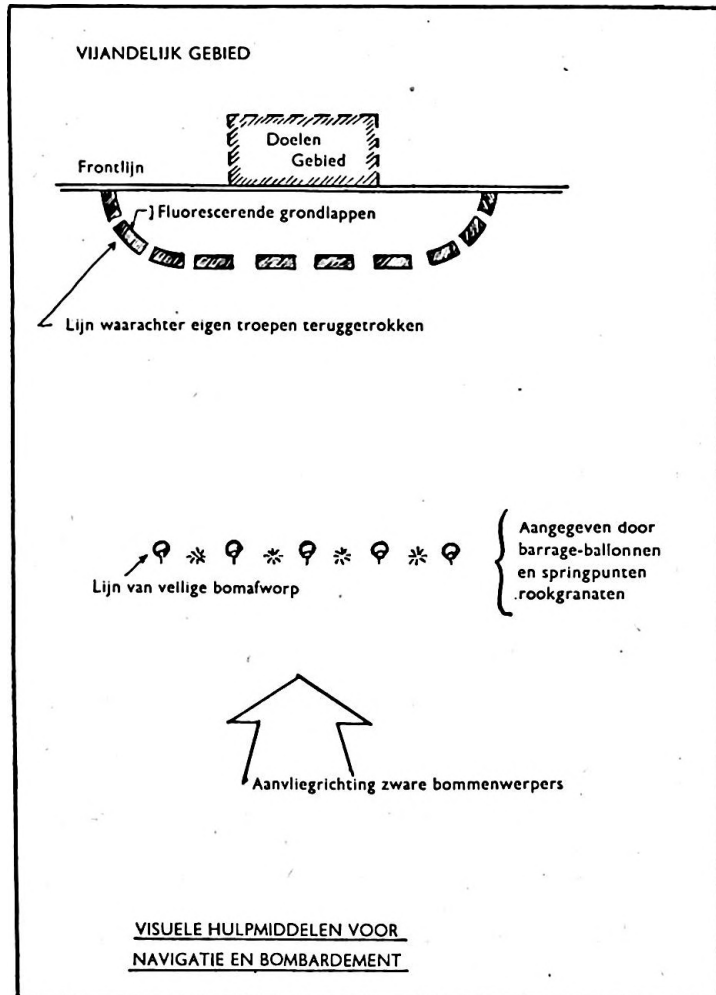 VIJANDELIJK GEBIED
Doelen
Gebied
Frontlijn
Fluorescerende grondlappen
Lijn waarachter eigen troepen teruggetrokken
Aangegeven door
barrage-ballonnen
en springpunten
rookgranaten
Lijn van veilige bomafworp
Aanvliegrichting zware bommenwerpers
VISUELE HULPMIDDELEN VOOR
NAVIGATIE EN BOMBARDEMENT